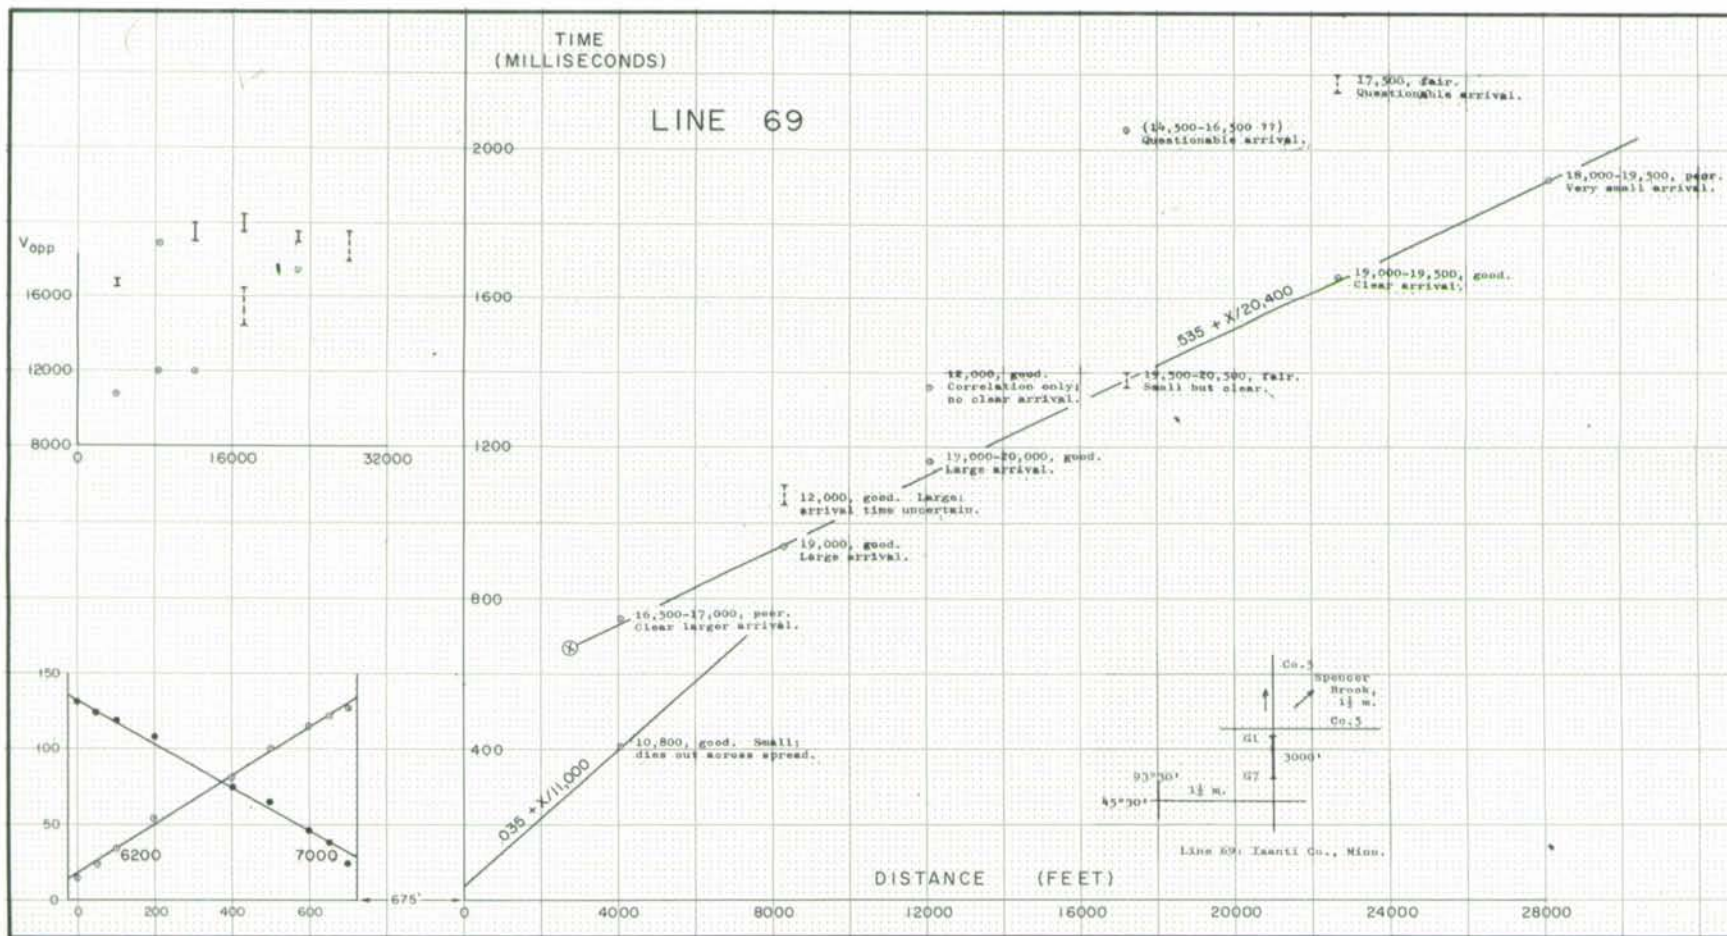 TIME
(MILLISECONDS)
LINE 69
17,500, fair.
Questionable arrival.
(14,500-16,500 ??)
Questionable arrival.
2000
18,000-19,500, poor.
Very small arrival.
Vapp
16000
12000
8000
0 16000 32000
1600
19,000-19,500, good.
Clear arrival.
.535 + X/20,400
12,000, good.
Correlation only;
no clear arrival.
19,500-20,500, fair.
Small but clear.
1200
19,000-20,000, good.
Large arrival.
12,000, good. Large;
arrival time uncertain.
19,000, good.
Large arrival.
800
16,500-17,000, poor.
Clear larger arrival.
X
400
10,800, good. Small;
dies out across spread.
.035 + X/11,000
150
100
50
0
6200 7000
0 200 400 600
675'
Co.5
Spencer
Brook,
1½ m.
Co.5
G1
3000'
G7
93°30'
1½ m.
45°30'
Line 69: Isanti Co., Minn.
DISTANCE (FEET)
0 4000 8000 12000 16000 20000 24000 28000